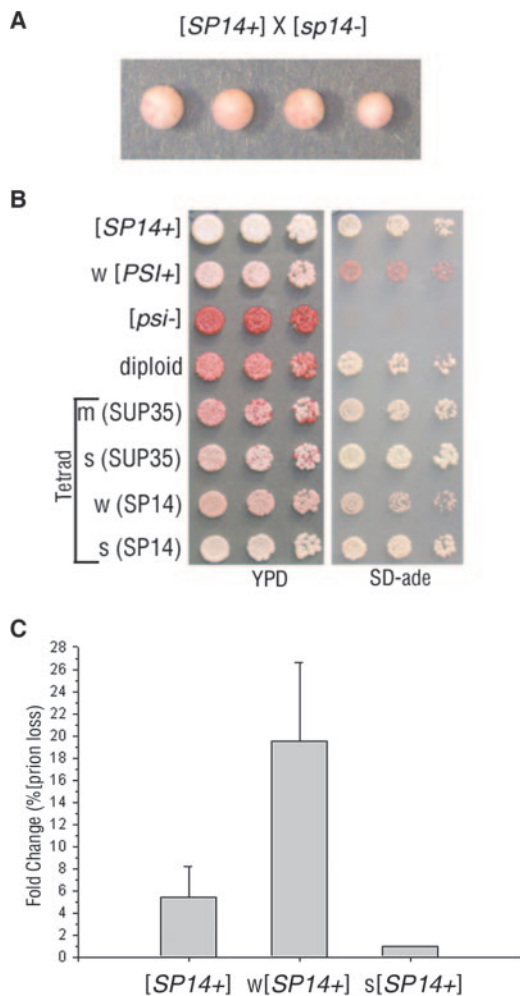 A
[SP14+] X [sp14-]
B
[SP14+]
w [PSI+]
[psi-]
diploid
m (SUP35)
s (SUP35)
w (SP14)
s (SP14)
Tetrad
YPD
SD-ade
C
28
26
24
22
20
18
16
14
12
10
8
6
4
2
0
Fold Change (%[prion loss)
[SP14+]
w[SP14+]
s[SP14+]